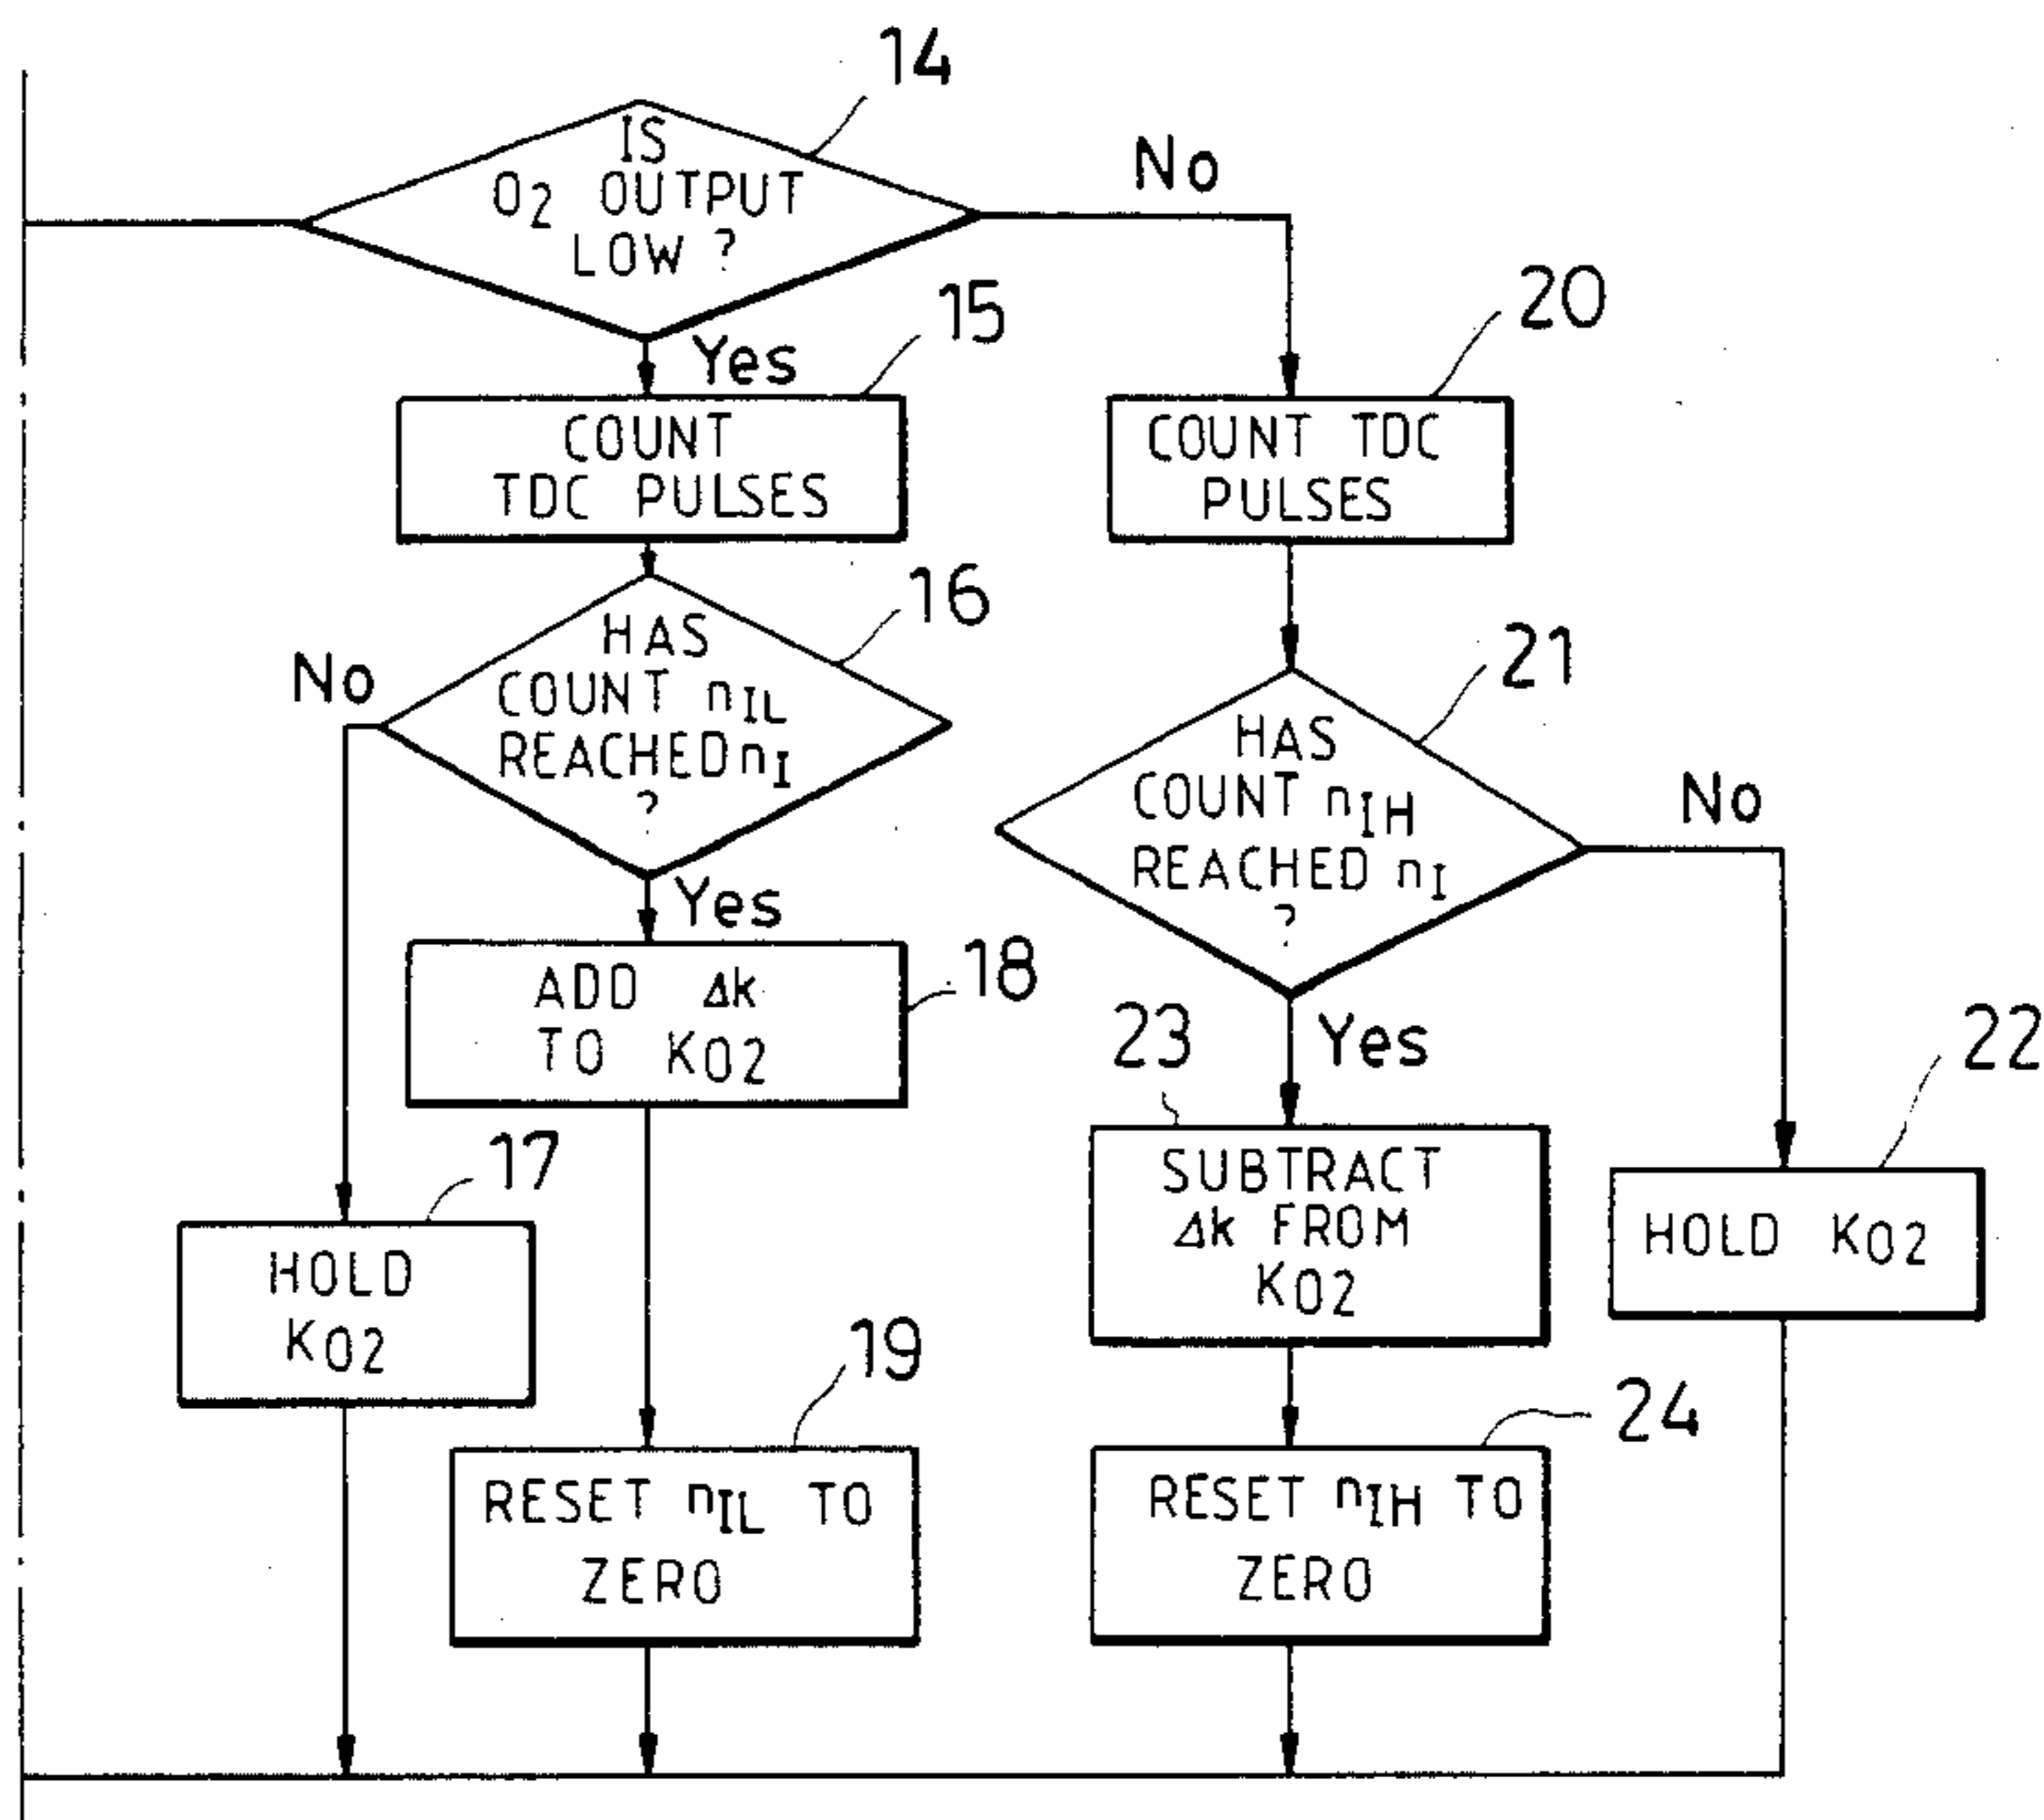 14
IS
O2 OUTPUT
LOW ?
No
Yes
15
COUNT
TDC PULSES
20
COUNT TDC
PULSES
16
HAS
COUNT nIL
REACHED nI
?
No
Yes
21
HAS
COUNT nIH
REACHED nI
?
No
Yes
18
ADD Δk
TO KO2
17
HOLD
KO2
23
SUBTRACT
Δk FROM
KO2
22
HOLD KO2
19
RESET nIL TO
ZERO
24
RESET nIH TO
ZERO